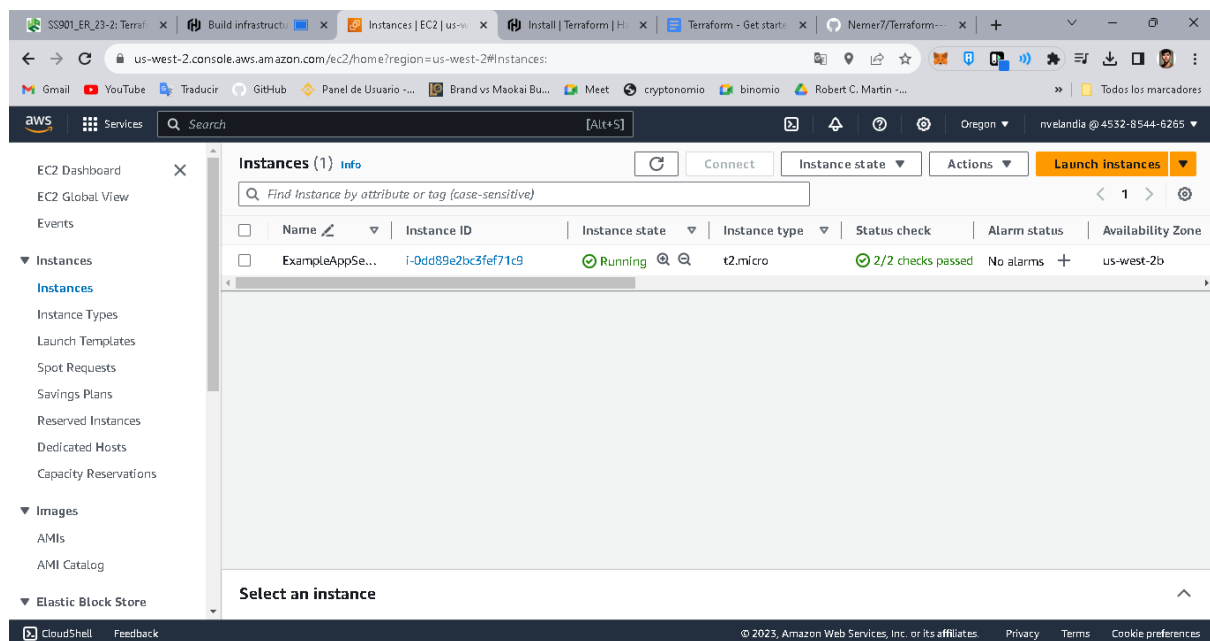 SS901_ER_23-2: Terraf
Build infrastructu
Instances | EC2 | us-w
Install | Terraform | H
Terraform - Get starte
Nemer7/Terraform---
us-west-2.console.aws.amazon.com/ec2/home?region=us-west-2#Instances:
Gmail YouTube Traducir GitHub Panel de Usuario -... Brand vs Maokai Bu... Meet cryptonomio binomio Robert C. Martin -... » Todos los marcadores
aws Services Search [Alt+S] Oregon ▼ nvelandia @ 4532-8544-6265 ▼
EC2 Dashboard
EC2 Global View
Events
Instances
Instances
Instance Types
Launch Templates
Spot Requests
Savings Plans
Reserved Instances
Dedicated Hosts
Capacity Reservations
Images
AMIs
AMI Catalog
Elastic Block Store
Instances (1) Info Connect Instance state ▼ Actions ▼ Launch instances ▼
Find Instance by attribute or tag (case-sensitive) < 1 >
Name Instance ID Instance state Instance type Status check Alarm status Availability Zone
ExampleAppSe... i-0dd89e2bc3fef71c9 Running t2.micro 2/2 checks passed No alarms + us-west-2b
Select an instance
CloudShell Feedback © 2023, Amazon Web Services, Inc. or its affiliates. Privacy Terms Cookie preferences